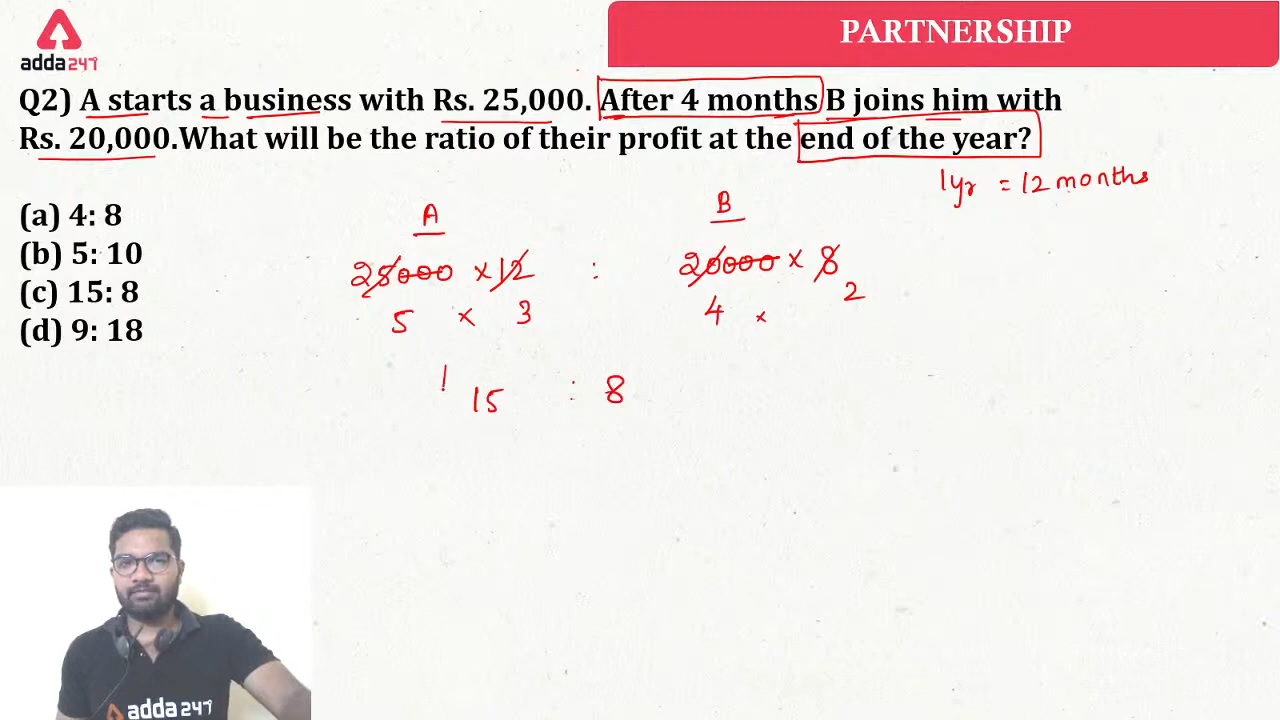 PARTNERSHIP
adda247
Q2) A starts a business with Rs. 25,000. After 4 months B joins him with
Rs. 20,000.What will be the ratio of their profit at the end of the year?
1yr = 12 months
(a) 4: 8
(b) 5: 10
(c) 15: 8
(d) 9: 18
A B
25000 × 12 : 20000 × 8
5 × 3 4 × 2
15 : 8
adda247